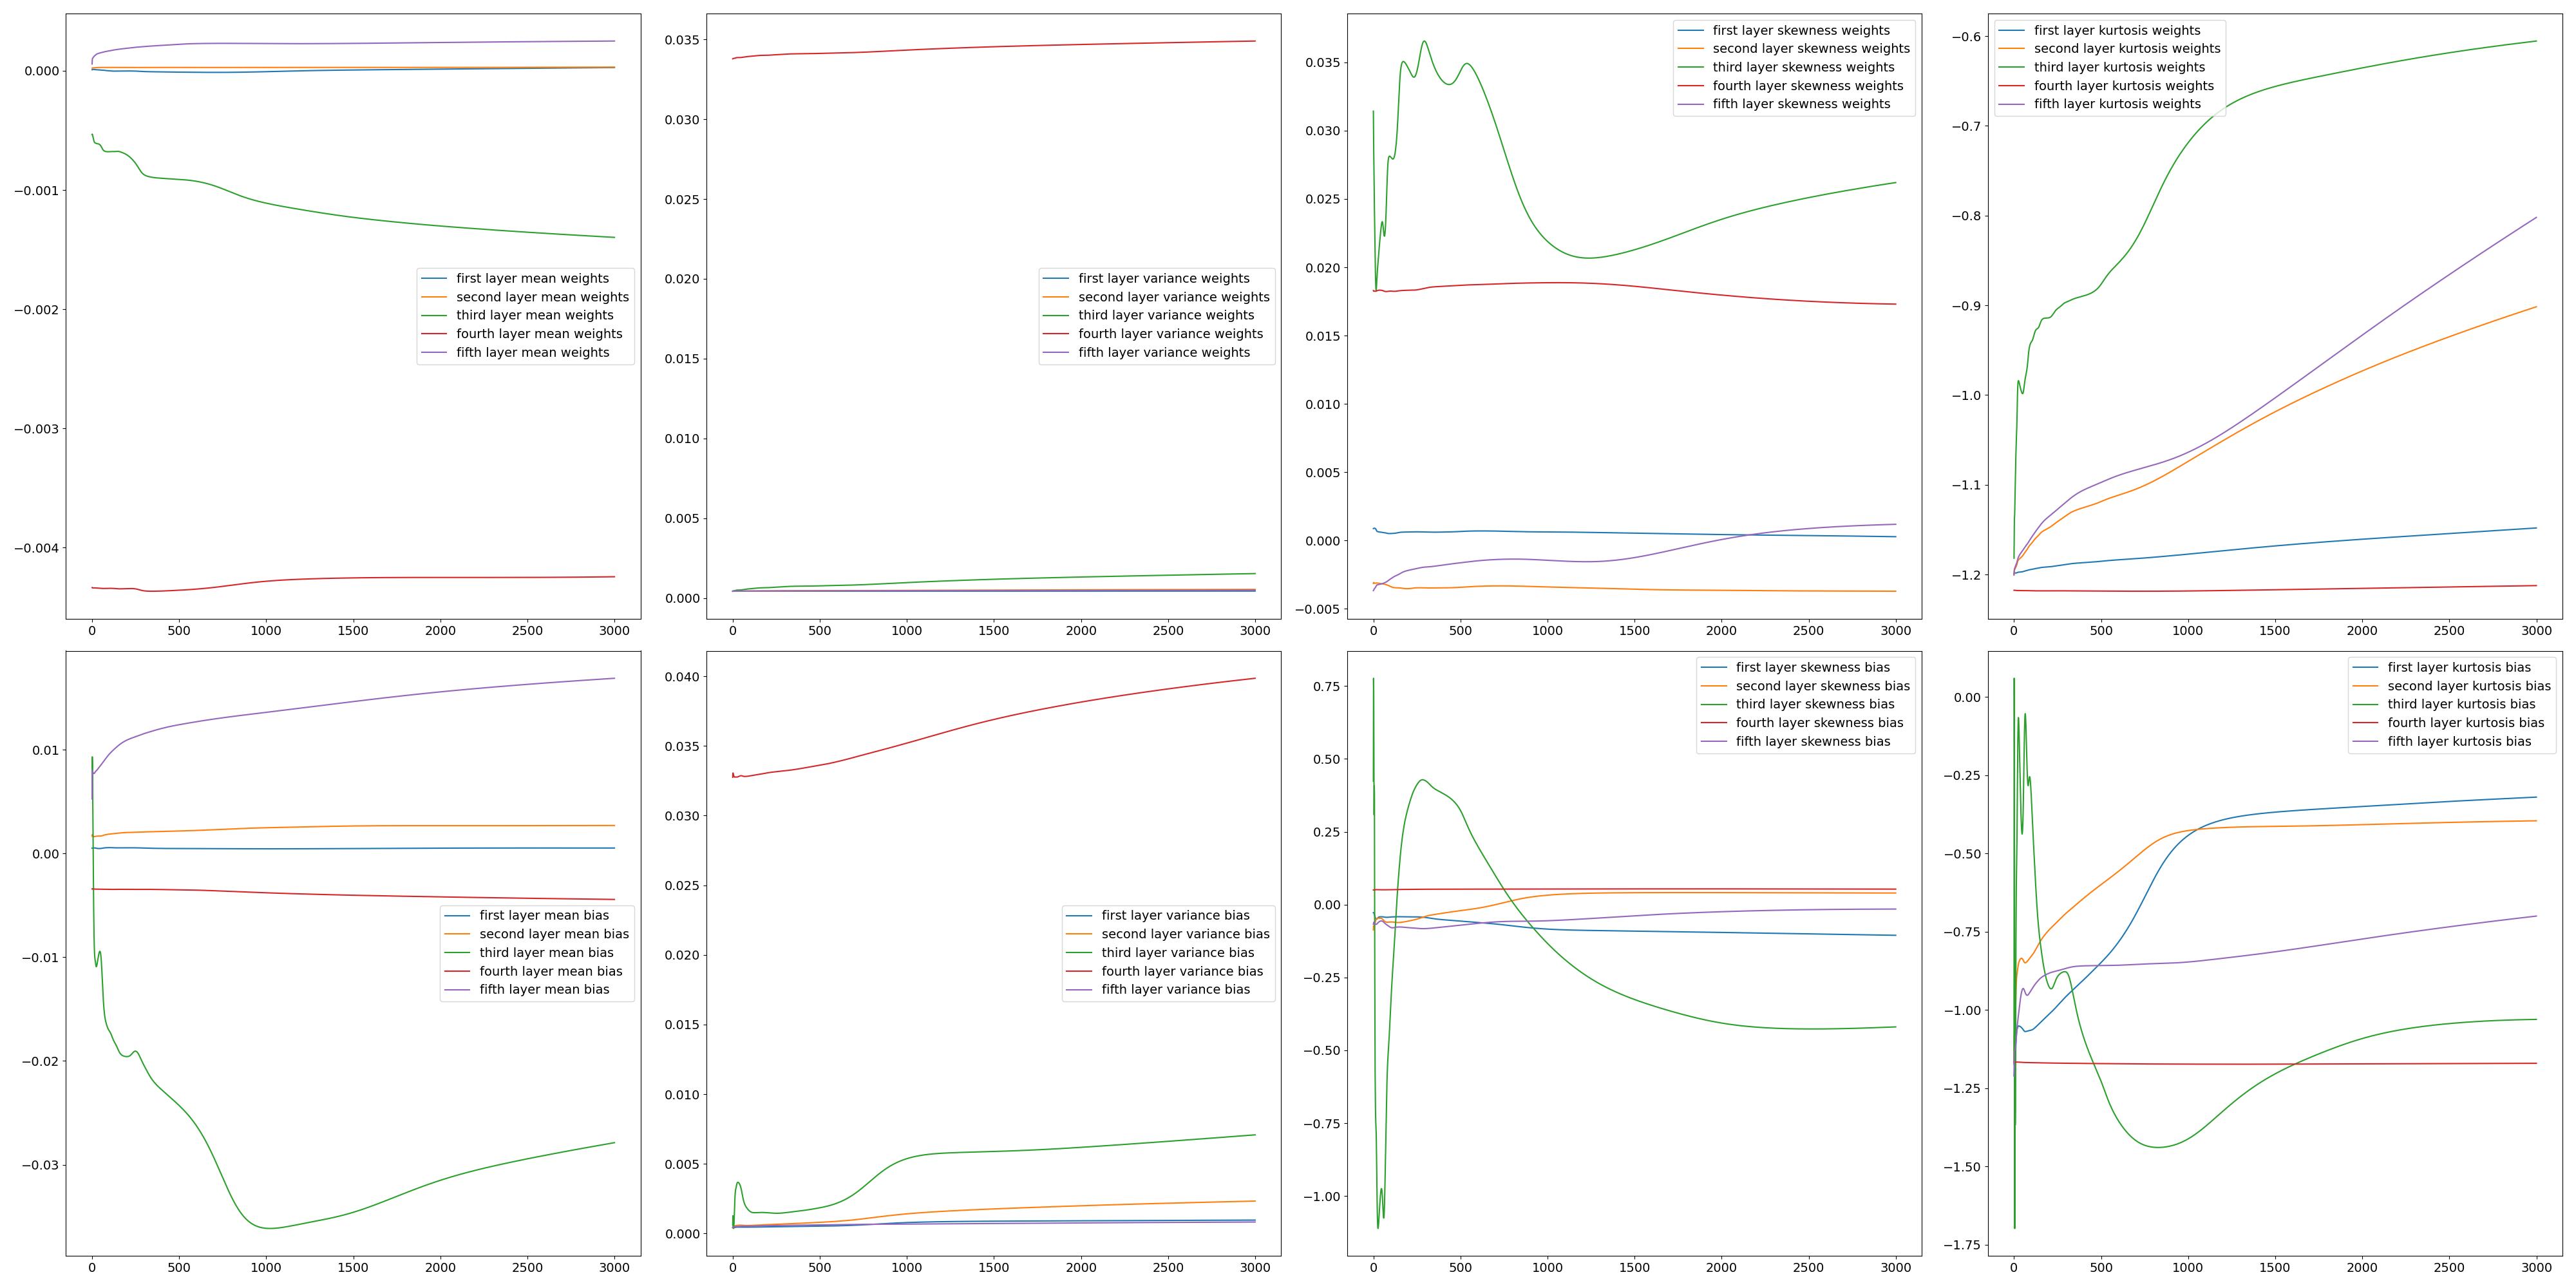 0.000
−0.001
−0.002
−0.003
−0.004
0 500 1000 1500 2000 2500 3000
first layer mean weights
second layer mean weights
third layer mean weights
fourth layer mean weights
fifth layer mean weights
0.035
0.030
0.025
0.020
0.015
0.010
0.005
0.000
0 500 1000 1500 2000 2500 3000
first layer variance weights
second layer variance weights
third layer variance weights
fourth layer variance weights
fifth layer variance weights
0.035
0.030
0.025
0.020
0.015
0.010
0.005
0.000
−0.005
0 500 1000 1500 2000 2500 3000
first layer skewness weights
second layer skewness weights
third layer skewness weights
fourth layer skewness weights
fifth layer skewness weights
−0.6
−0.7
−0.8
−0.9
−1.0
−1.1
−1.2
0 500 1000 1500 2000 2500 3000
first layer kurtosis weights
second layer kurtosis weights
third layer kurtosis weights
fourth layer kurtosis weights
fifth layer kurtosis weights
0.01
0.00
−0.01
−0.02
−0.03
0 500 1000 1500 2000 2500 3000
first layer mean bias
second layer mean bias
third layer mean bias
fourth layer mean bias
fifth layer mean bias
0.040
0.035
0.030
0.025
0.020
0.015
0.010
0.005
0.000
0 500 1000 1500 2000 2500 3000
first layer variance bias
second layer variance bias
third layer variance bias
fourth layer variance bias
fifth layer variance bias
0.75
0.50
0.25
0.00
−0.25
−0.50
−0.75
−1.00
0 500 1000 1500 2000 2500 3000
first layer skewness bias
second layer skewness bias
third layer skewness bias
fourth layer skewness bias
fifth layer skewness bias
0.00
−0.25
−0.50
−0.75
−1.00
−1.25
−1.50
−1.75
0 500 1000 1500 2000 2500 3000
first layer kurtosis bias
second layer kurtosis bias
third layer kurtosis bias
fourth layer kurtosis bias
fifth layer kurtosis bias